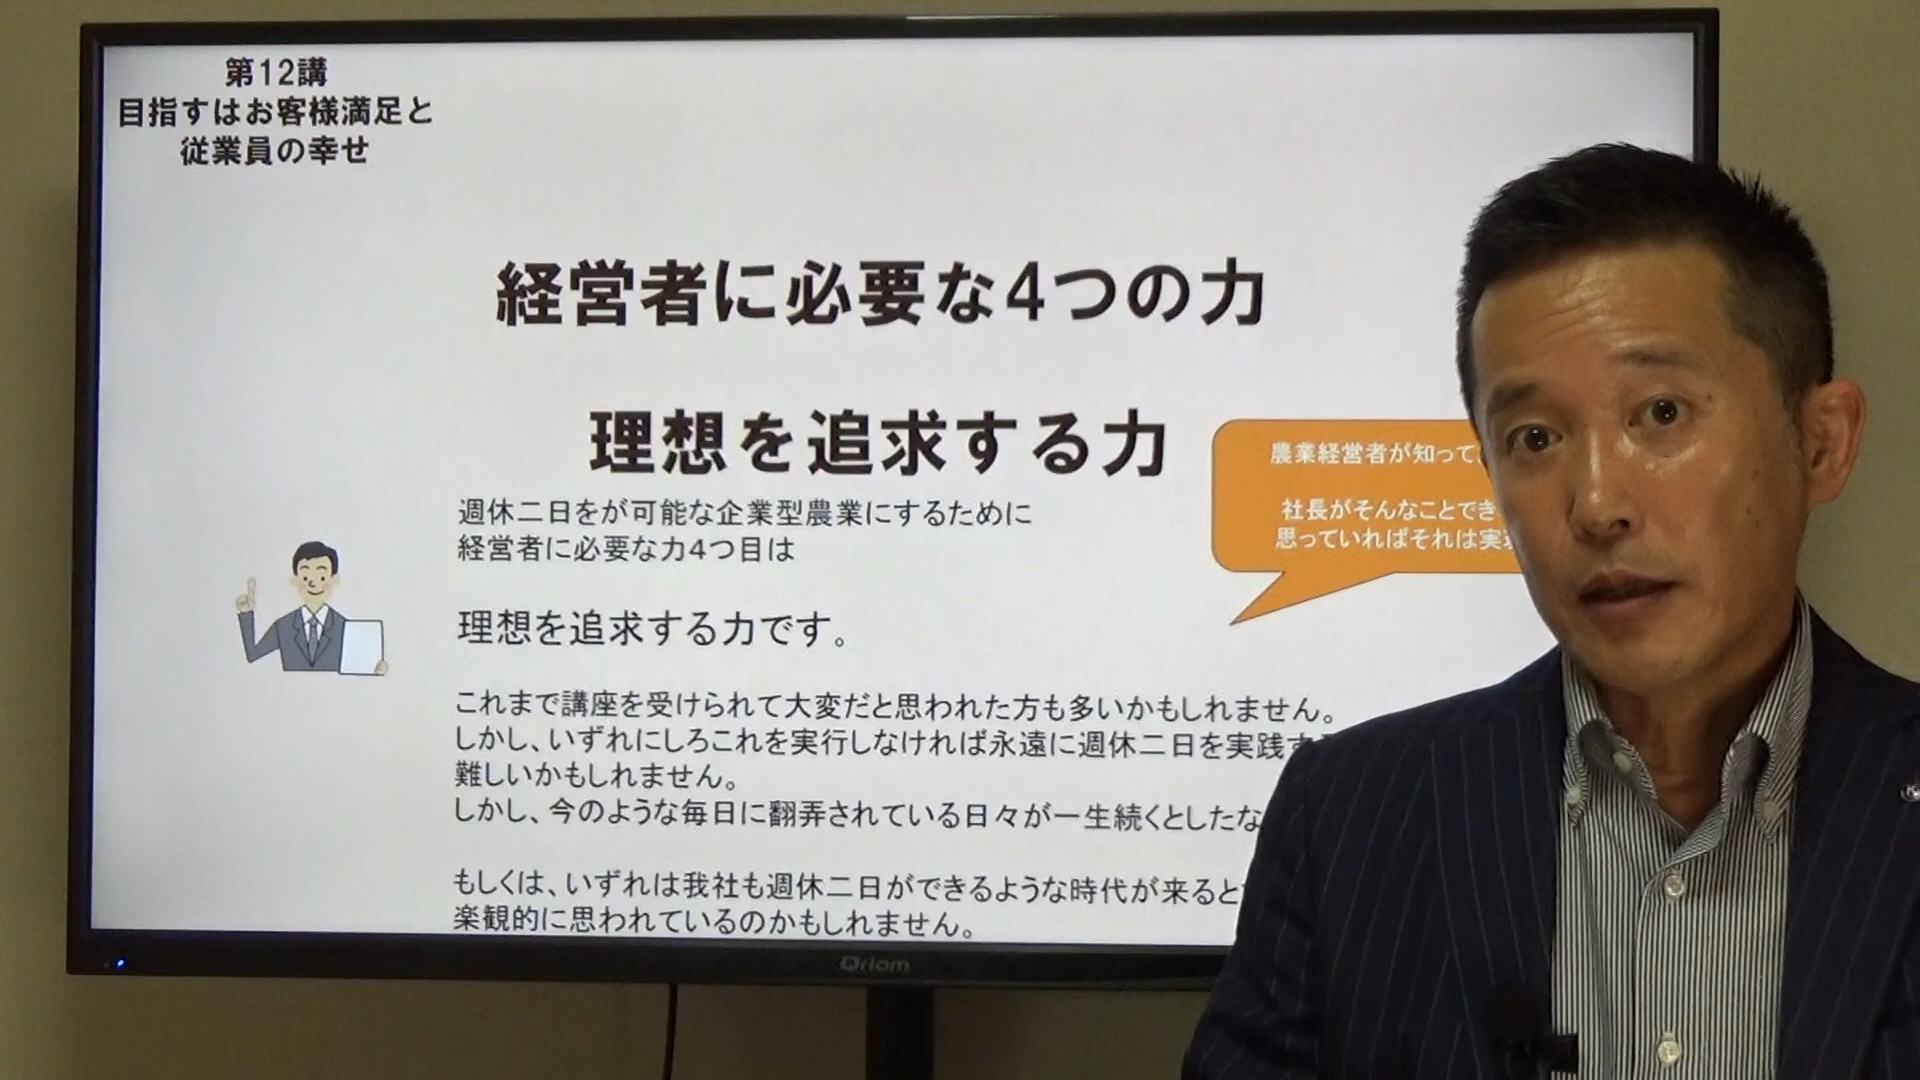 第12講
目指すはお客様満足と
従業員の幸せ
経営者に必要な4つの力
理想を追求する力
農業経営者が知って
社長がそんなことでき
思っていればそれは実
週休二日をが可能な企業型農業にするために
経営者に必要な力4つ目は
理想を追求する力です。
これまで講座を受けられて大変だと思われた方も多いかもしれません。
しかし、いずれにしろこれを実行しなければ永遠に週休二日を実践す
難しいかもしれません。
しかし、今のような毎日に翻弄されている日々が一生続くとしたな
もしくは、いずれは我社も週休二日ができるような時代が来ると
楽観的に思われているのかもしれません。
Qriom